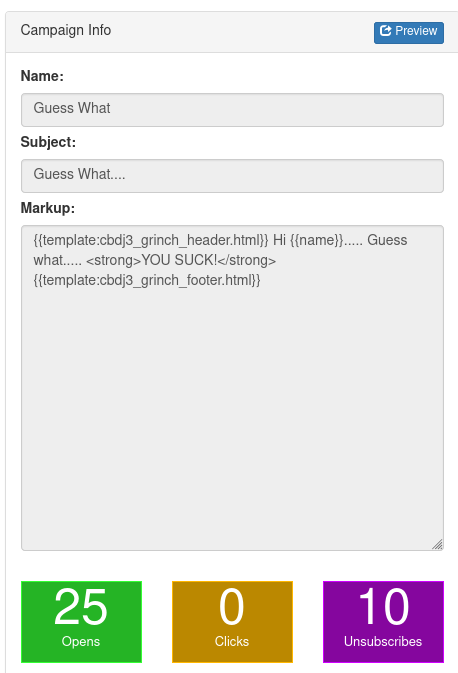 Campaign Info
Preview
Name:
Guess What
Subject:
Guess What....
Markup:
{{template:cbdj3_grinch_header.html}} Hi {{name}}..... Guess
what..... <strong>YOU SUCK!</strong>
{{template:cbdj3_grinch_footer.html}}
25
Opens
0
Clicks
10
Unsubscribes